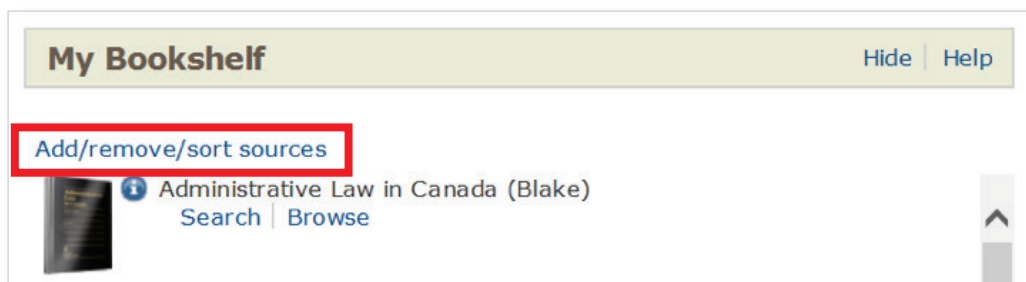 My Bookshelf Hide Help
Add/remove/sort sources
Administrative Law in Canada (Blake)
Search Browse